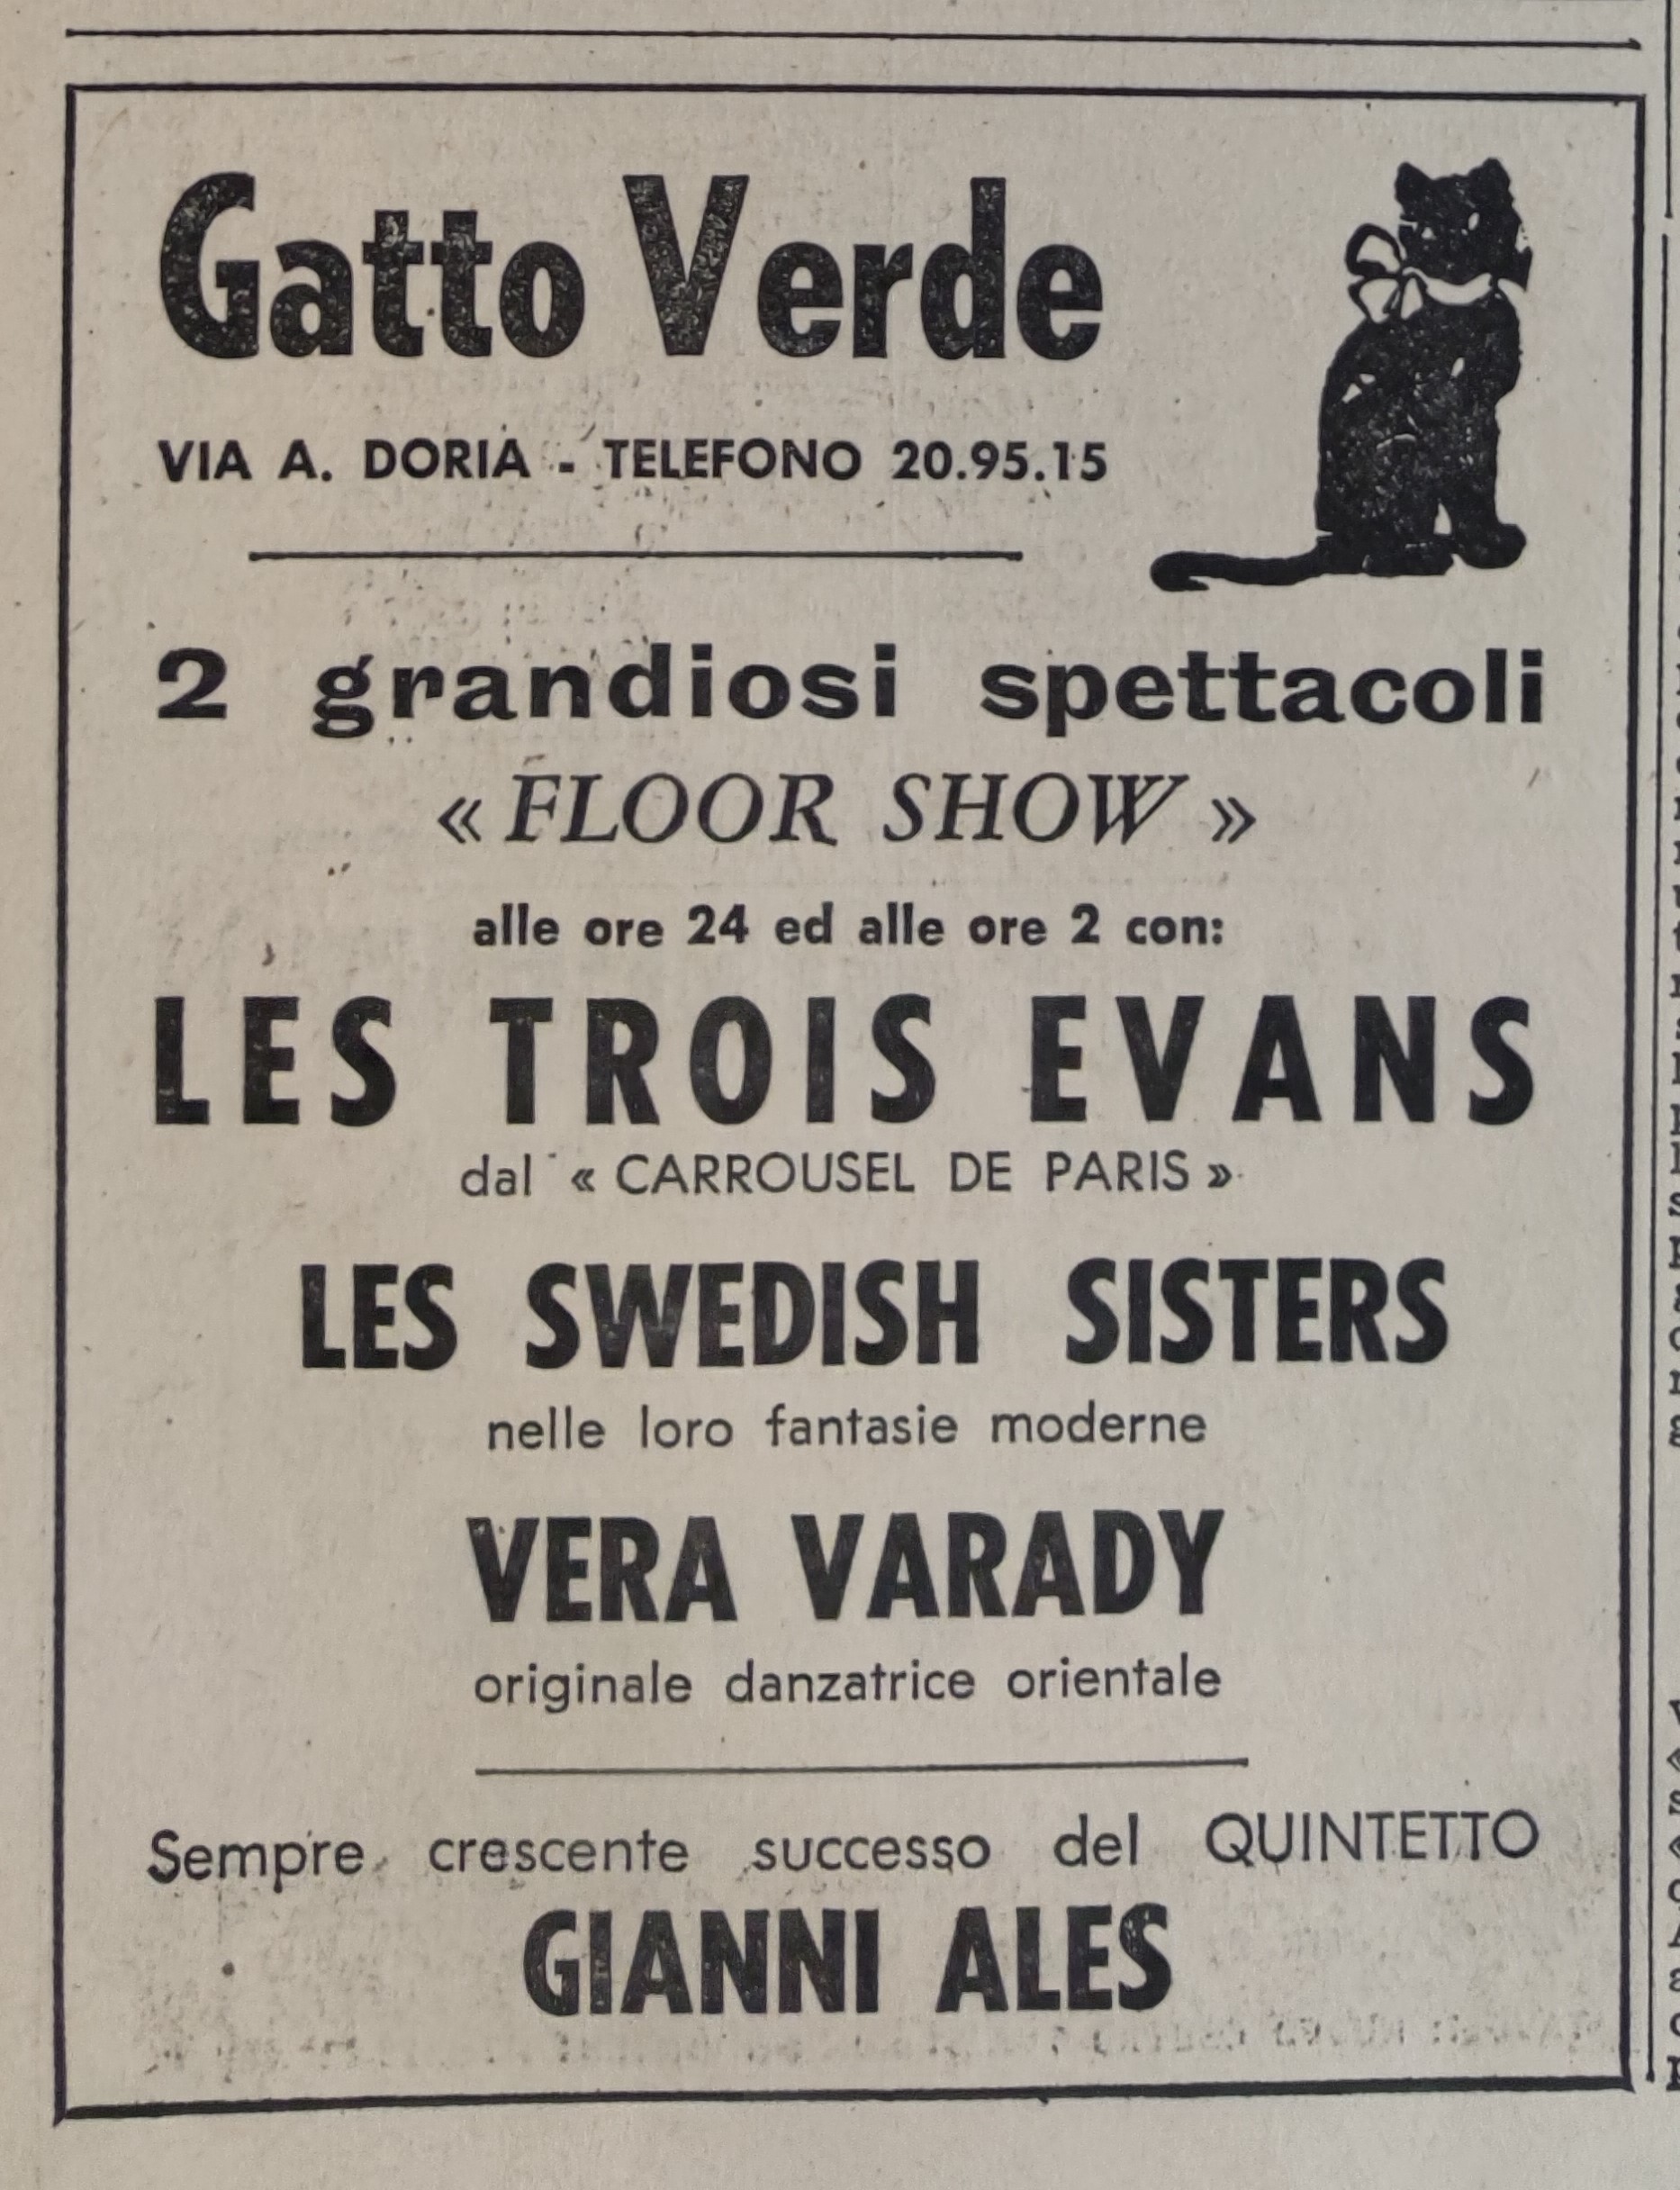 Gatto Verde
VIA A. DORIA - TELEFONO 20.95.15
2 grandiosi spettacoli
« FLOOR SHOW »
alle ore 24 ed alle ore 2 con:
LES TROIS EVANS
dal « CARROUSEL DE PARIS »
LES SWEDISH SISTERS
nelle loro fantasie moderne
VERA VARADY
originale danzatrice orientale
Sempre crescente successo del QUINTETTO
GIANNI ALES